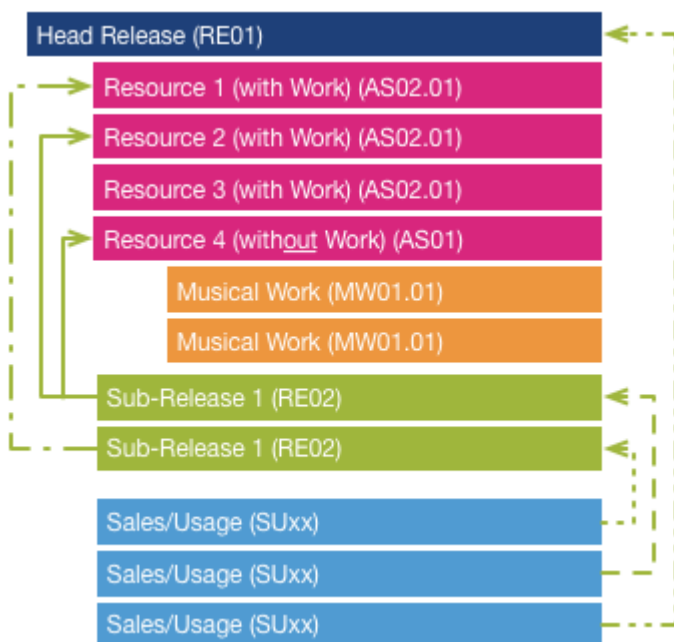 Head Release (RE01)
Resource 1 (with Work) (AS02.01)
Resource 2 (with Work) (AS02.01)
Resource 3 (with Work) (AS02.01)
Resource 4 (without Work) (AS01)
Musical Work (MW01.01)
Musical Work (MW01.01)
Sub-Release 1 (RE02)
Sub-Release 1 (RE02)
Sales/Usage (SUxx)
Sales/Usage (SUxx)
Sales/Usage (SUxx)